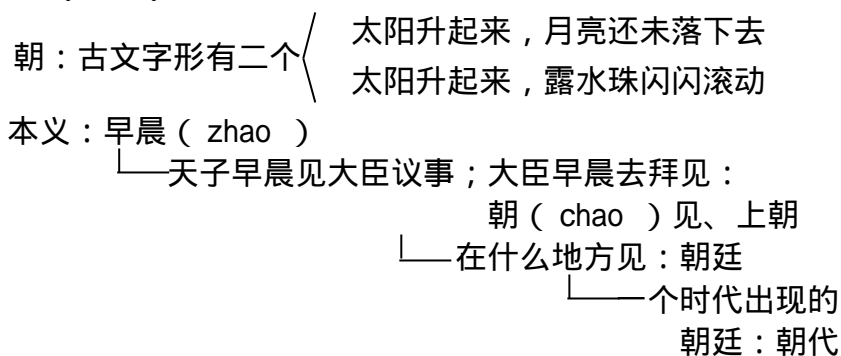 朝：古文字形有二个
太阳升起来，月亮还未落下去
太阳升起来，露水珠闪闪滚动
本义：早晨（ zhao ）
天子早晨见大臣议事；大臣早晨去拜见：
朝（ chao ）见、上朝
在什么地方见：朝廷
一个时代出现的
朝廷：朝代